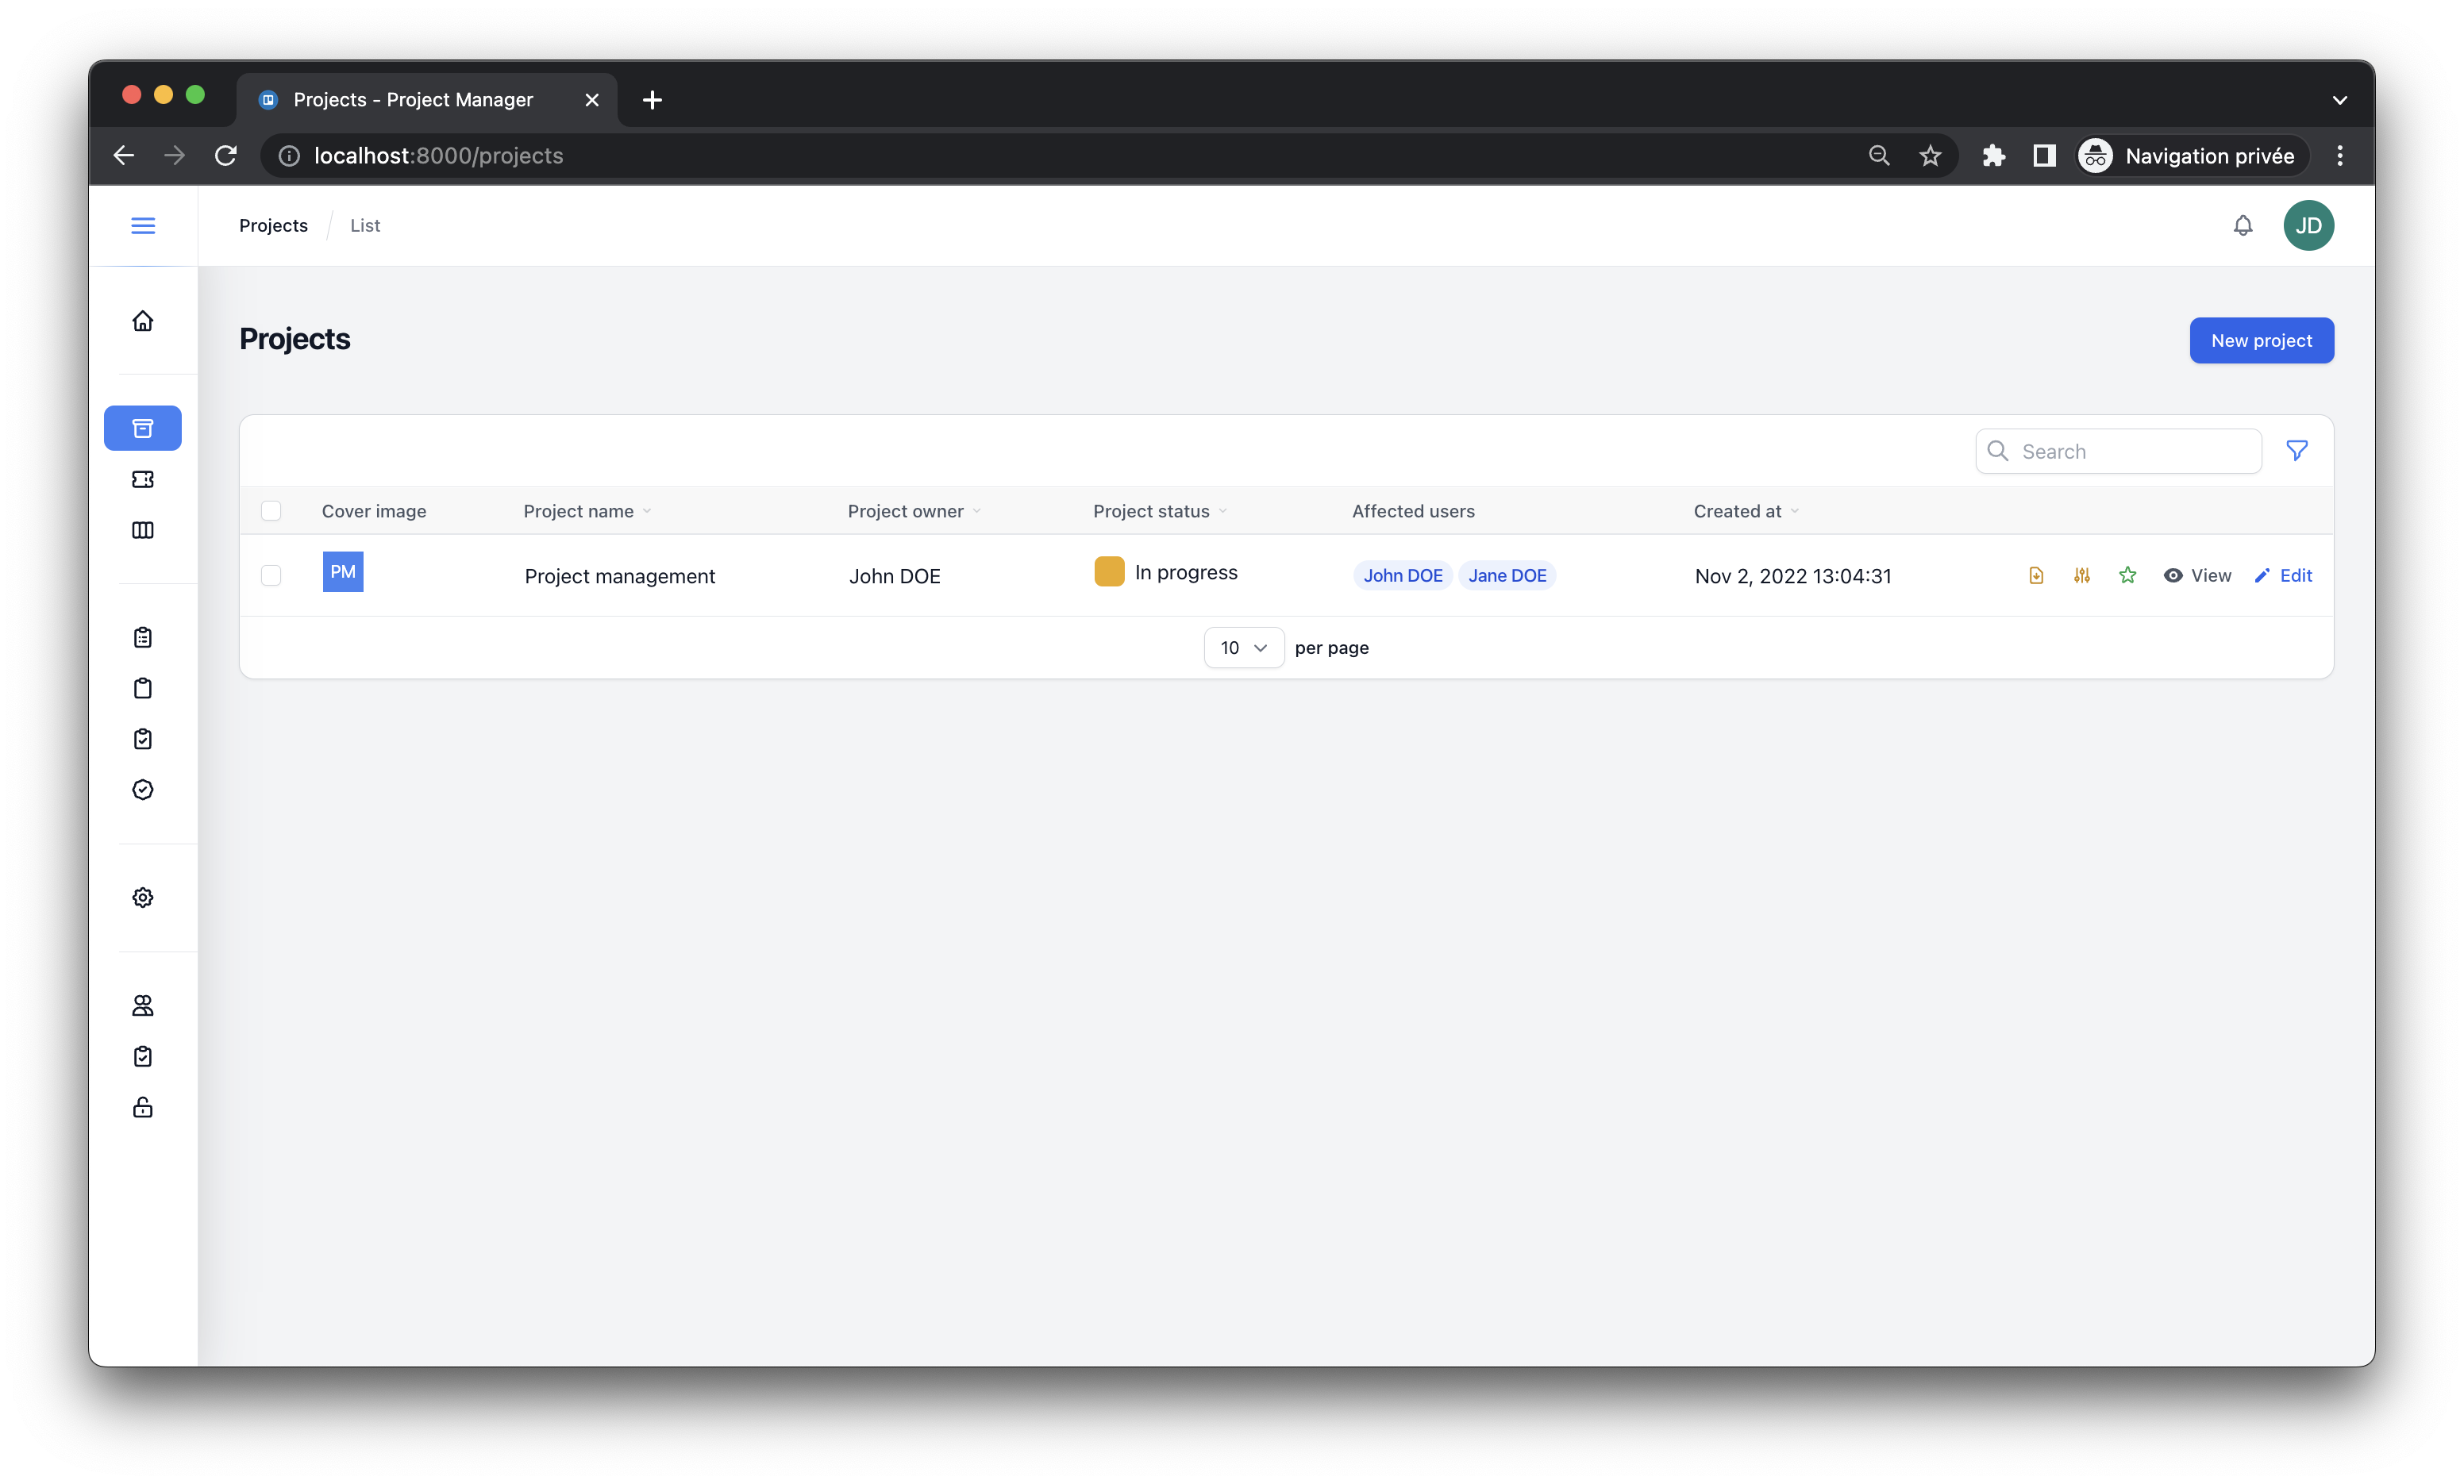 Projects - Project Manager
localhost:8000/projects
Navigation privée
Projects
List
JD
Projects
New project
Search
Cover image Project name Project owner Project status Affected users Created at
PM Project management John DOE In progress John DOE Jane DOE Nov 2, 2022 13:04:31 View Edit
10 per page